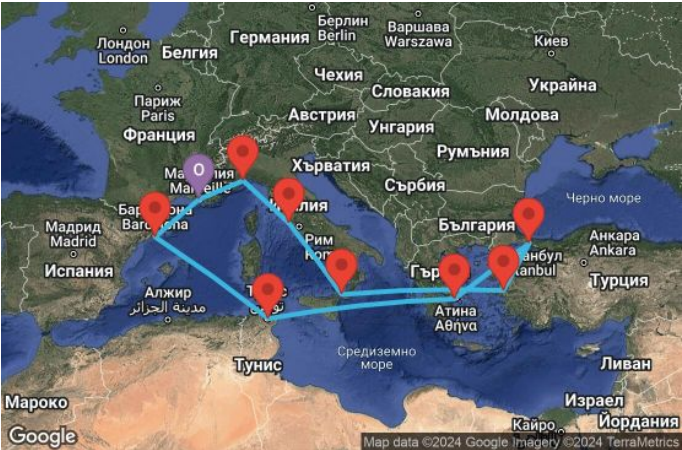 Берлин
Berlin
Варшава
Warszawa
Лондон
London
Германия
Белгия
Киев
Чехия
Словакия
Украйна
Париж
Paris
Франция
Австрия
Унгария
Молдова
Румъния
O
Marseille
Хърватия
Сърбия
Черно море
Barcelona
Мадрид
Madrid
Рим
България
Анкара
Ankara
Испания
Турция
Алжир
مدينة الجزائر
Атина
Αθήνα
Средиземно
море
Тунис
Ливан
Мароко
Израел
Кайро
Йордания
Google
Map data ©2024 Google Imagery ©2024 TerraMetrics